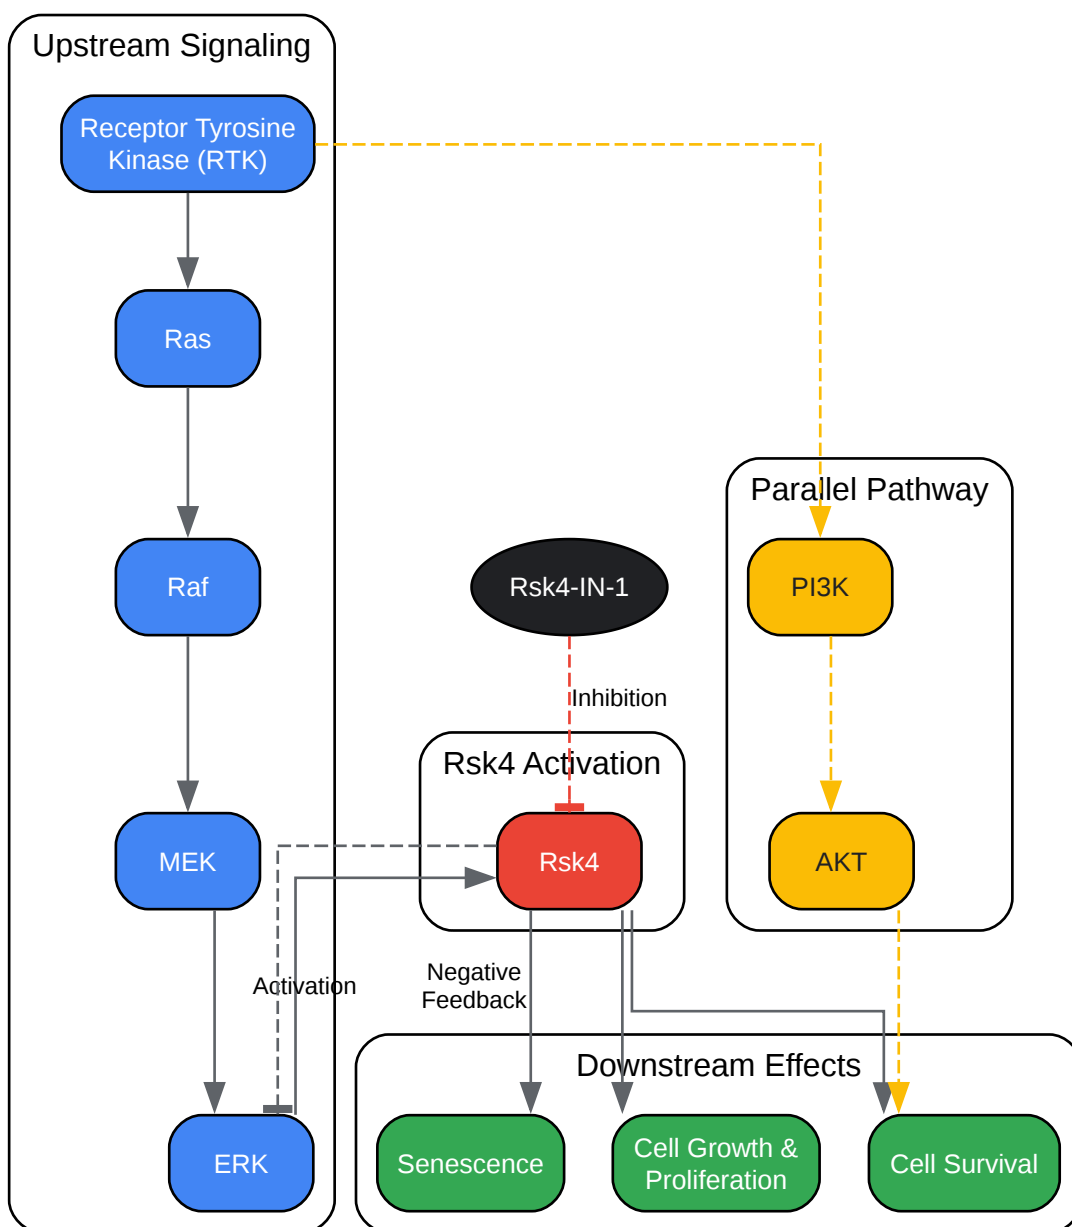 Upstream Signaling
Receptor Tyrosine
Kinase (RTK)
Ras
Parallel Pathway
Raf
Rsk4-IN-1
PI3K
Inhibition
Rsk4 Activation
MEK
Rsk4
AKT
Activation
Negative
Feedback
Downstream Effects
ERK
Senescence
Cell Growth &
Proliferation
Cell Survival